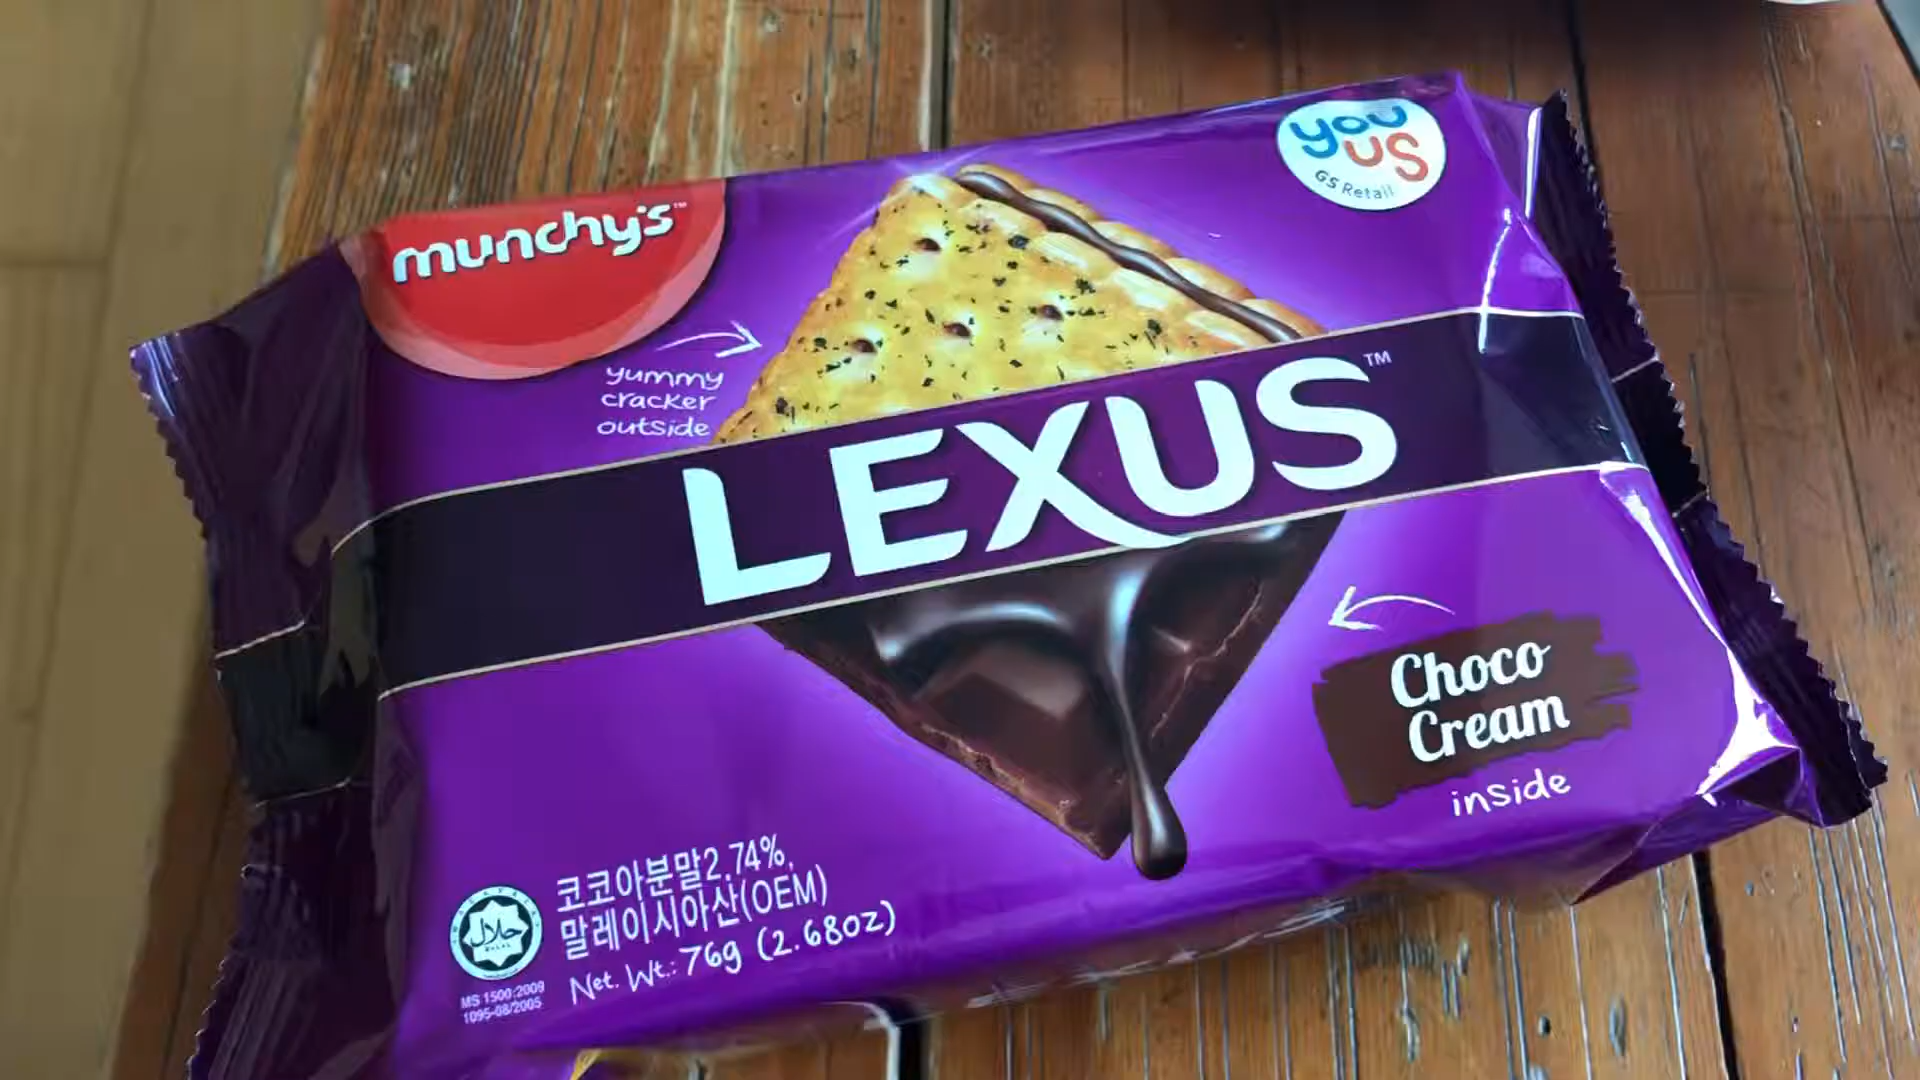 munchy's™
you
us
GS Retail
yummy
cracker
outside
LEXUS™
Choco
Cream
inside
코코아분말2.74%,
말레이시아산(OEM)
Net. Wt.: 76g (2.68oz)
حلال
HALAL
MS 1500:2009
1095-08/2005